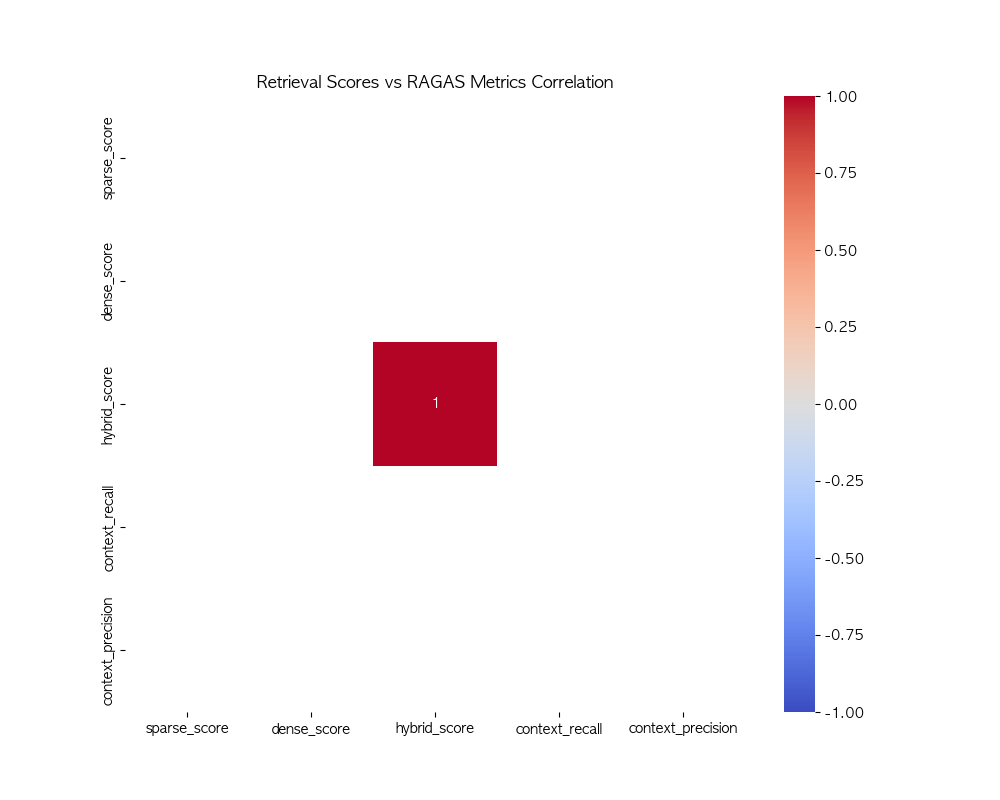 Retrieval Scores vs RAGAS Metrics Correlation
sparse_score
dense_score
hybrid_score
context_recall
context_precision
1
sparse_score
dense_score
hybrid_score
context_recall
context_precision
1.00
0.75
0.50
0.25
0.00
-0.25
-0.50
-0.75
-1.00